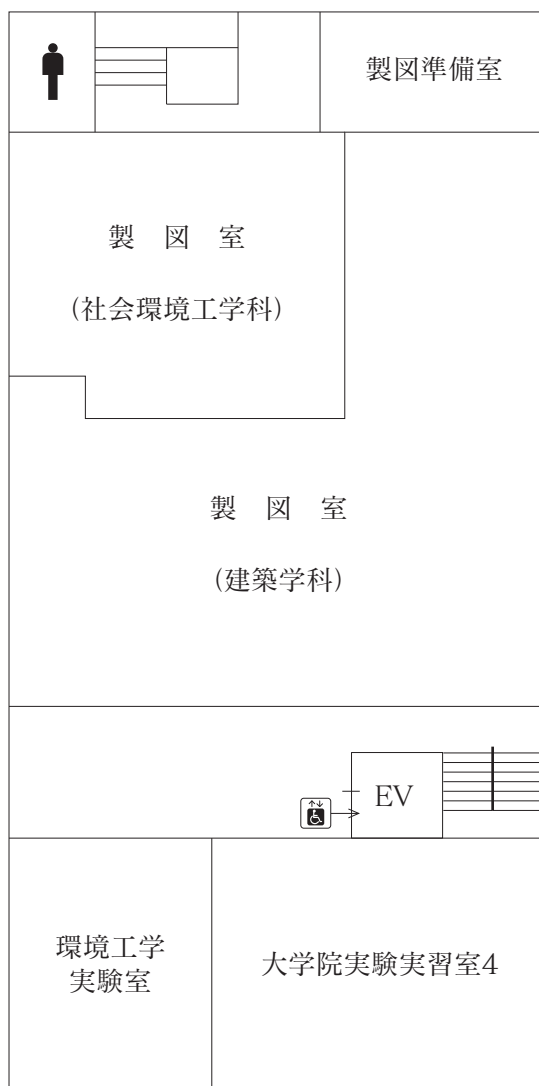 製図準備室
製　図　室
(社会環境工学科)
製　図　室
(建築学科)
EV
環境工学
実験室
大学院実験実習室4